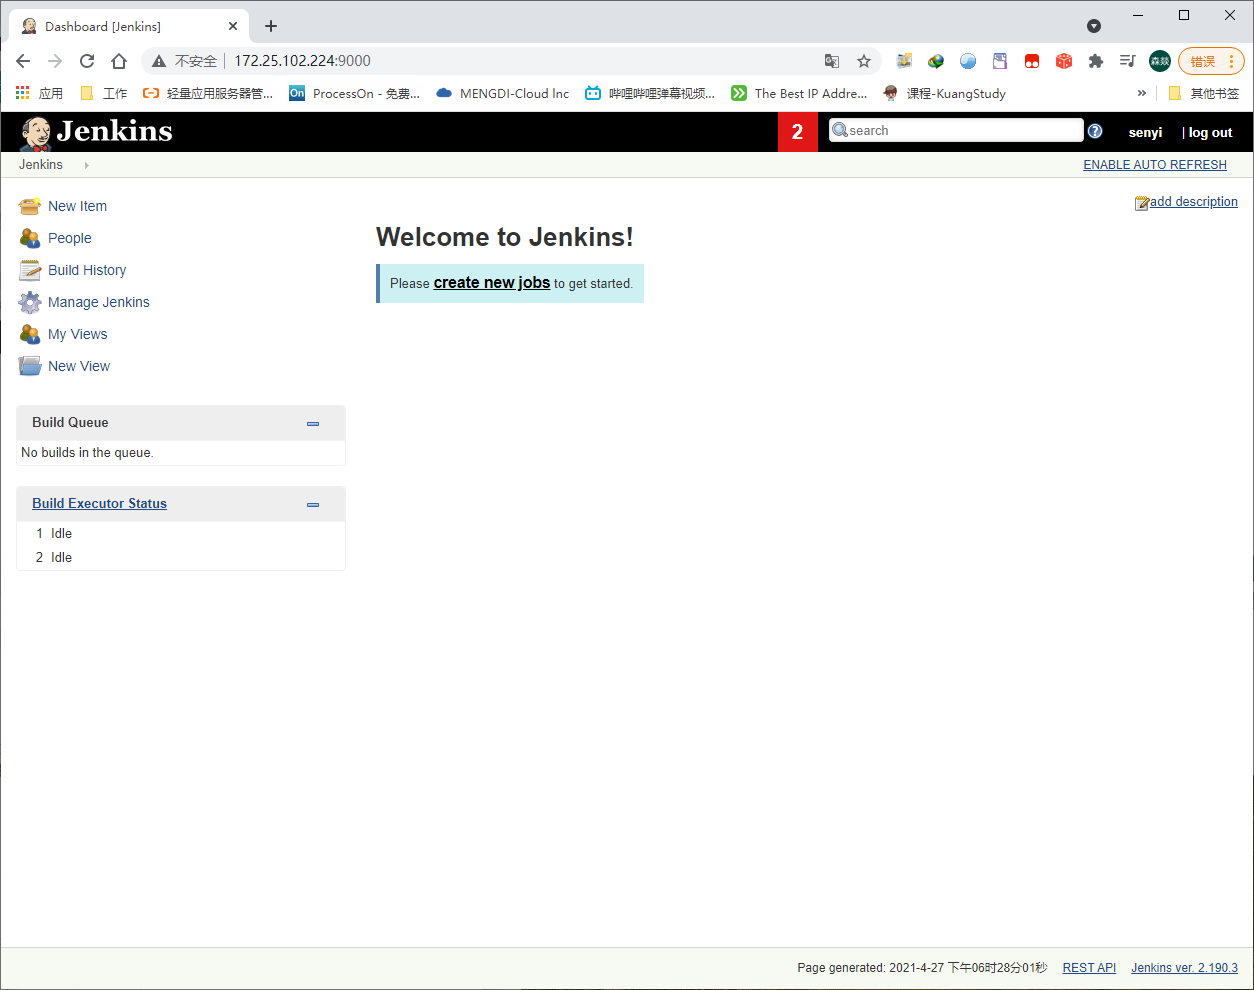 Dashboard [Jenkins]
不安全 172.25.102.224:9000 森燚 错误
应用 工作 轻量应用服务器管... On ProcessOn - 免费... MENGDI-Cloud Inc 哔哩哔哩弹幕视频... The Best IP Addre... 课程-KuangStudy » 其他书签
Jenkins 2 search ? senyi | log out
Jenkins ENABLE AUTO REFRESH
New Item
People
Build History
Manage Jenkins
My Views
New View
Build Queue
No builds in the queue.
Build Executor Status
1 Idle
2 Idle
add description
Welcome to Jenkins!
Please create new jobs to get started.
Page generated: 2021-4-27 下午06时28分01秒 REST API Jenkins ver. 2.190.3